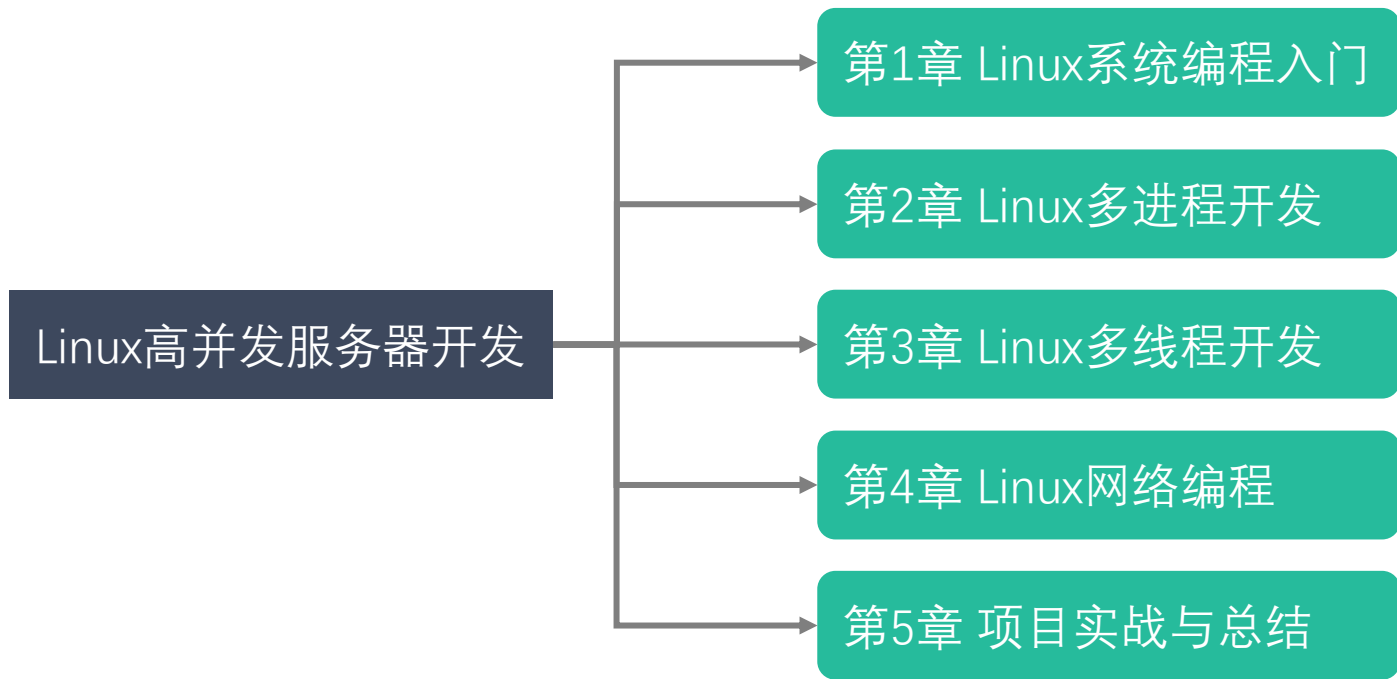 第1章 Linux系统编程入门
第2章 Linux多进程开发
Linux高并发服务器开发
第3章 Linux多线程开发
第4章 Linux网络编程
第5章 项目实战与总结